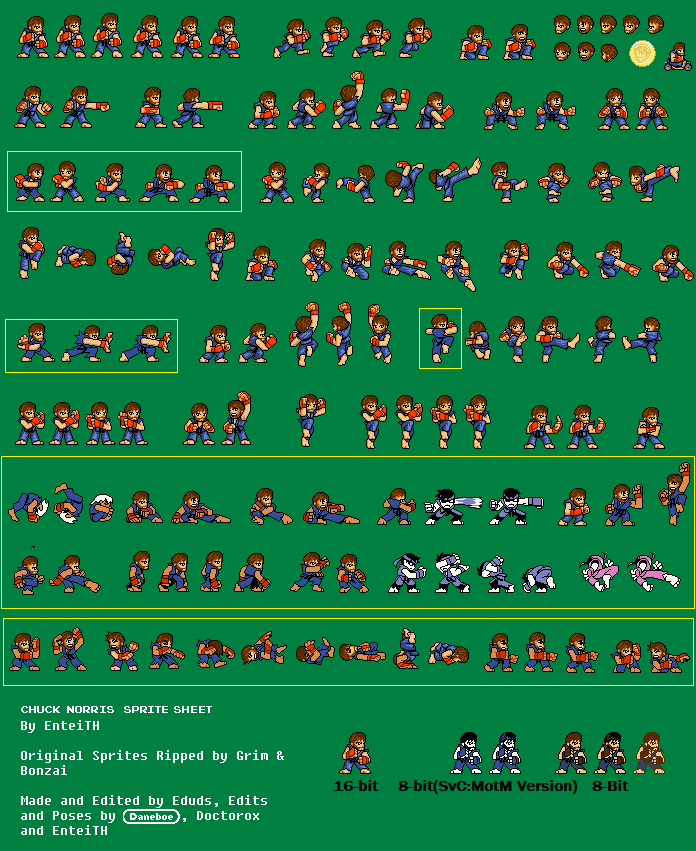 CHUCK NORRIS SPRITE SHEET
By EnteiTH
Original Sprites Ripped by Grim &
Bonzai
Made and Edited by Eduds, Edits
and Poses by Daneboe, Doctorox
and EnteiTH
16-bit 8-bit(SvC:MotM Version) 8-Bit